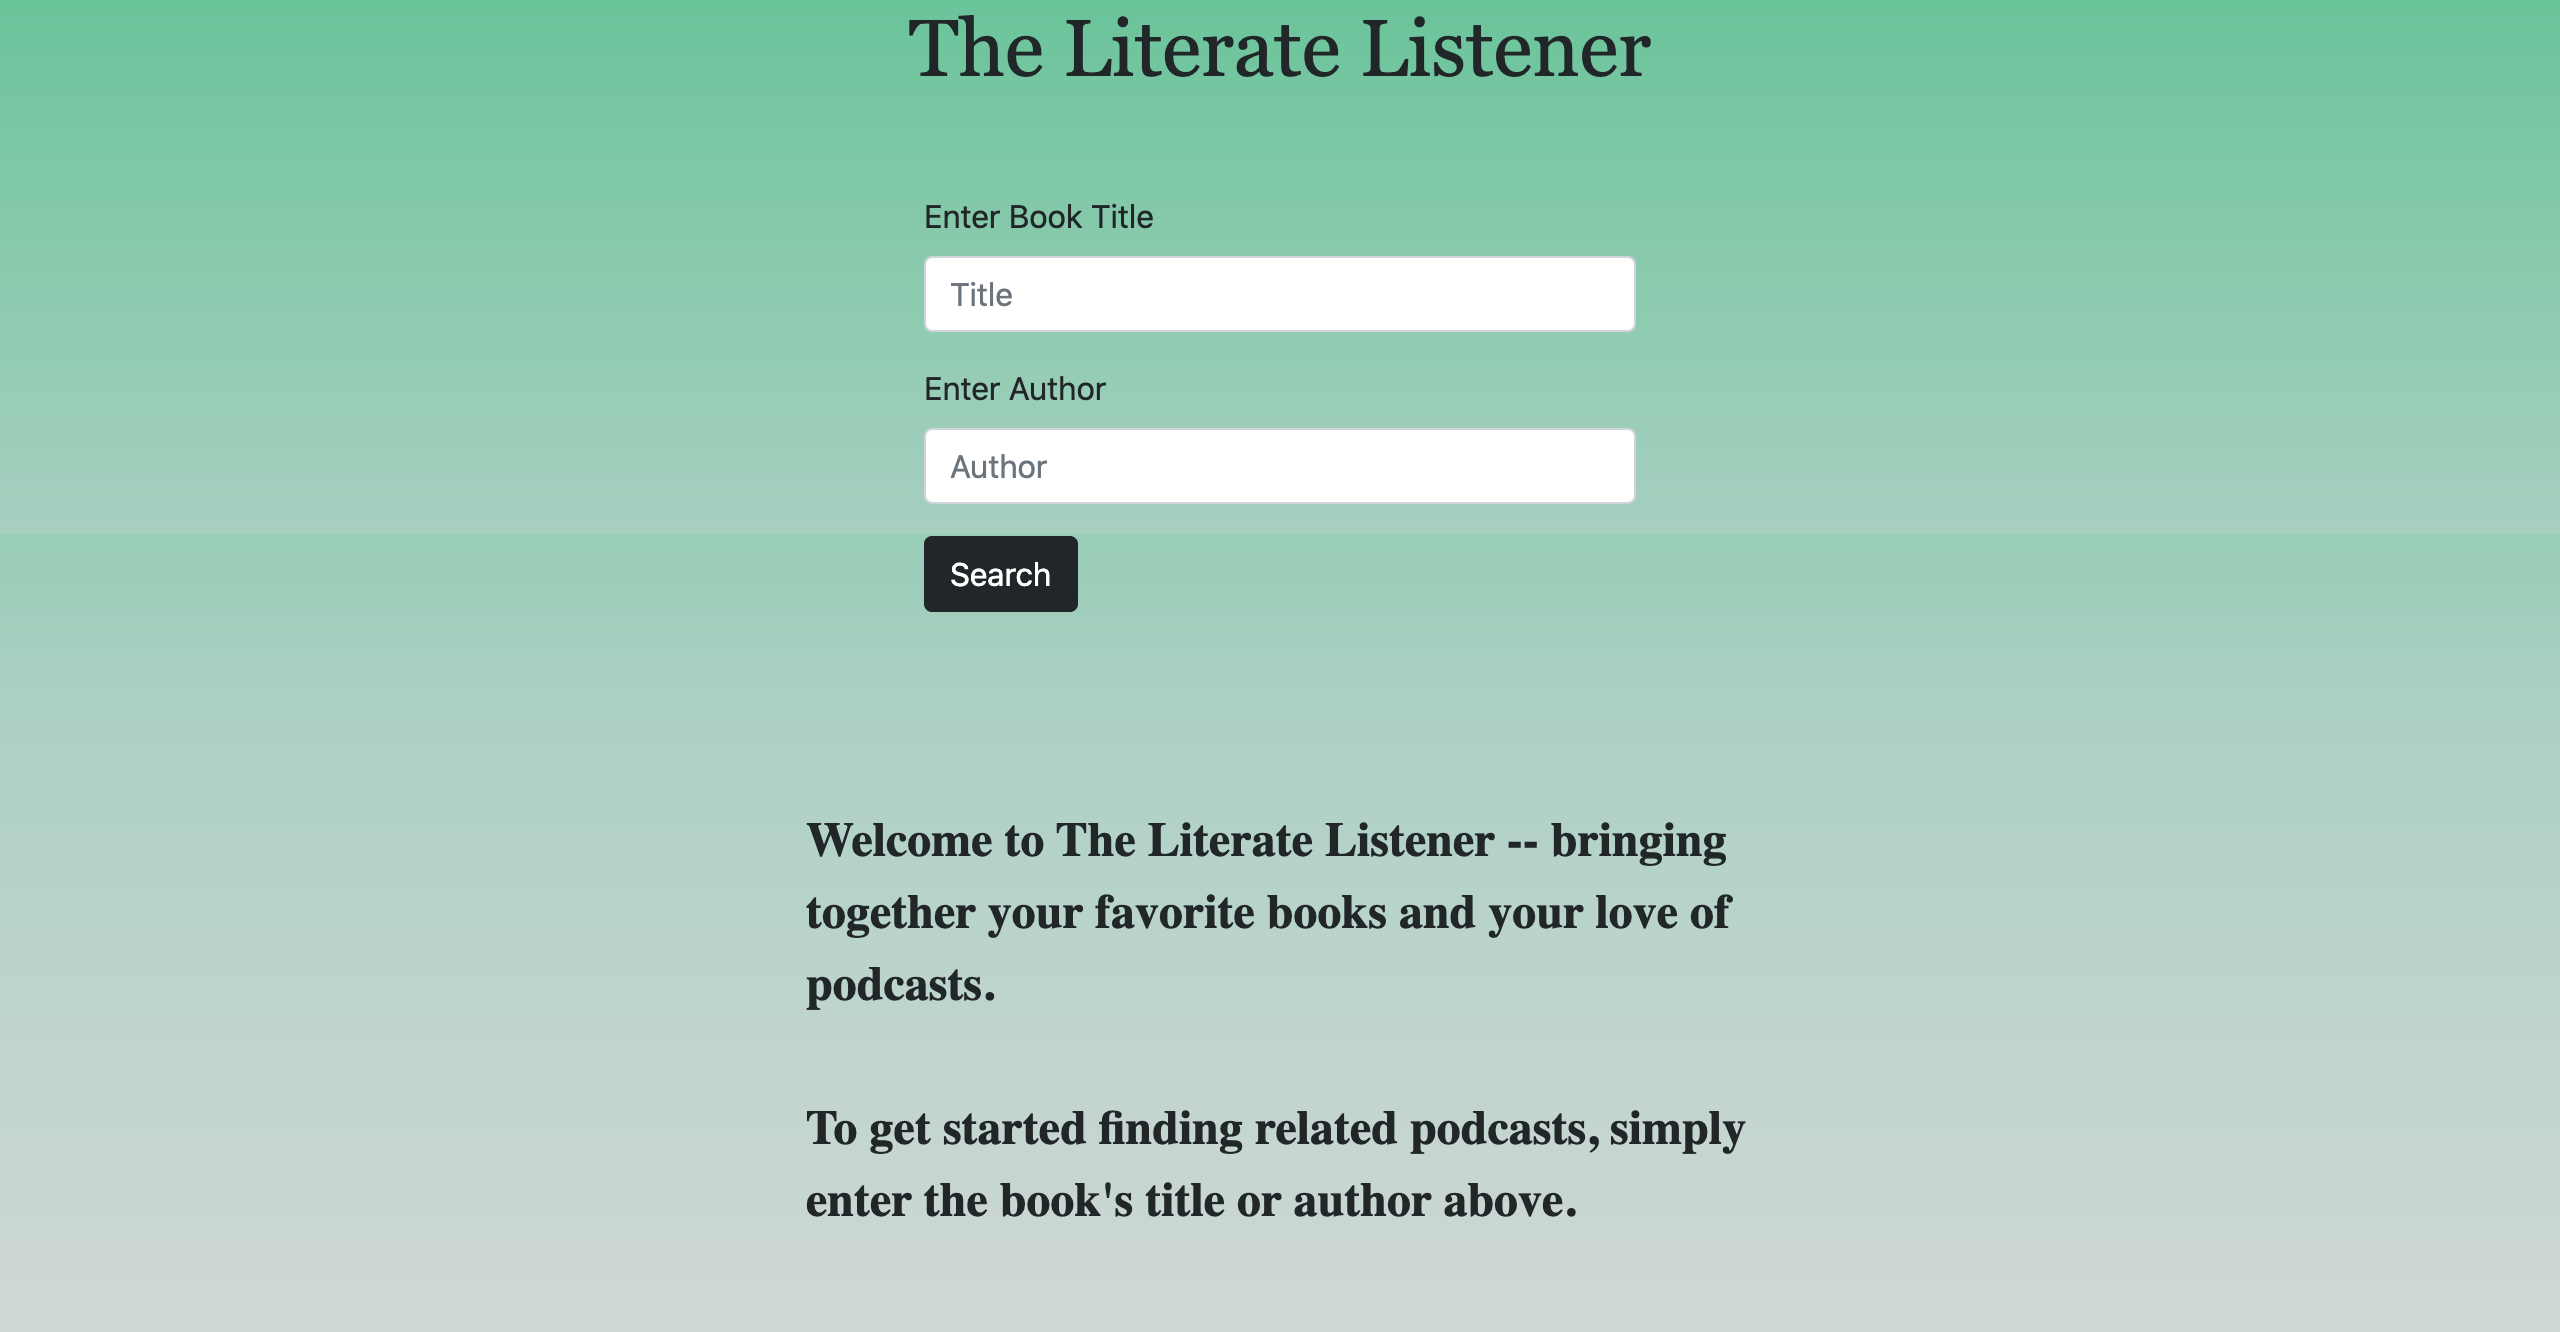 The Literate Listener
Enter Book Title
Title
Enter Author
Author
Search
Welcome to The Literate Listener -- bringing
together your favorite books and your love of
podcasts.
To get started finding related podcasts, simply
enter the book's title or author above.